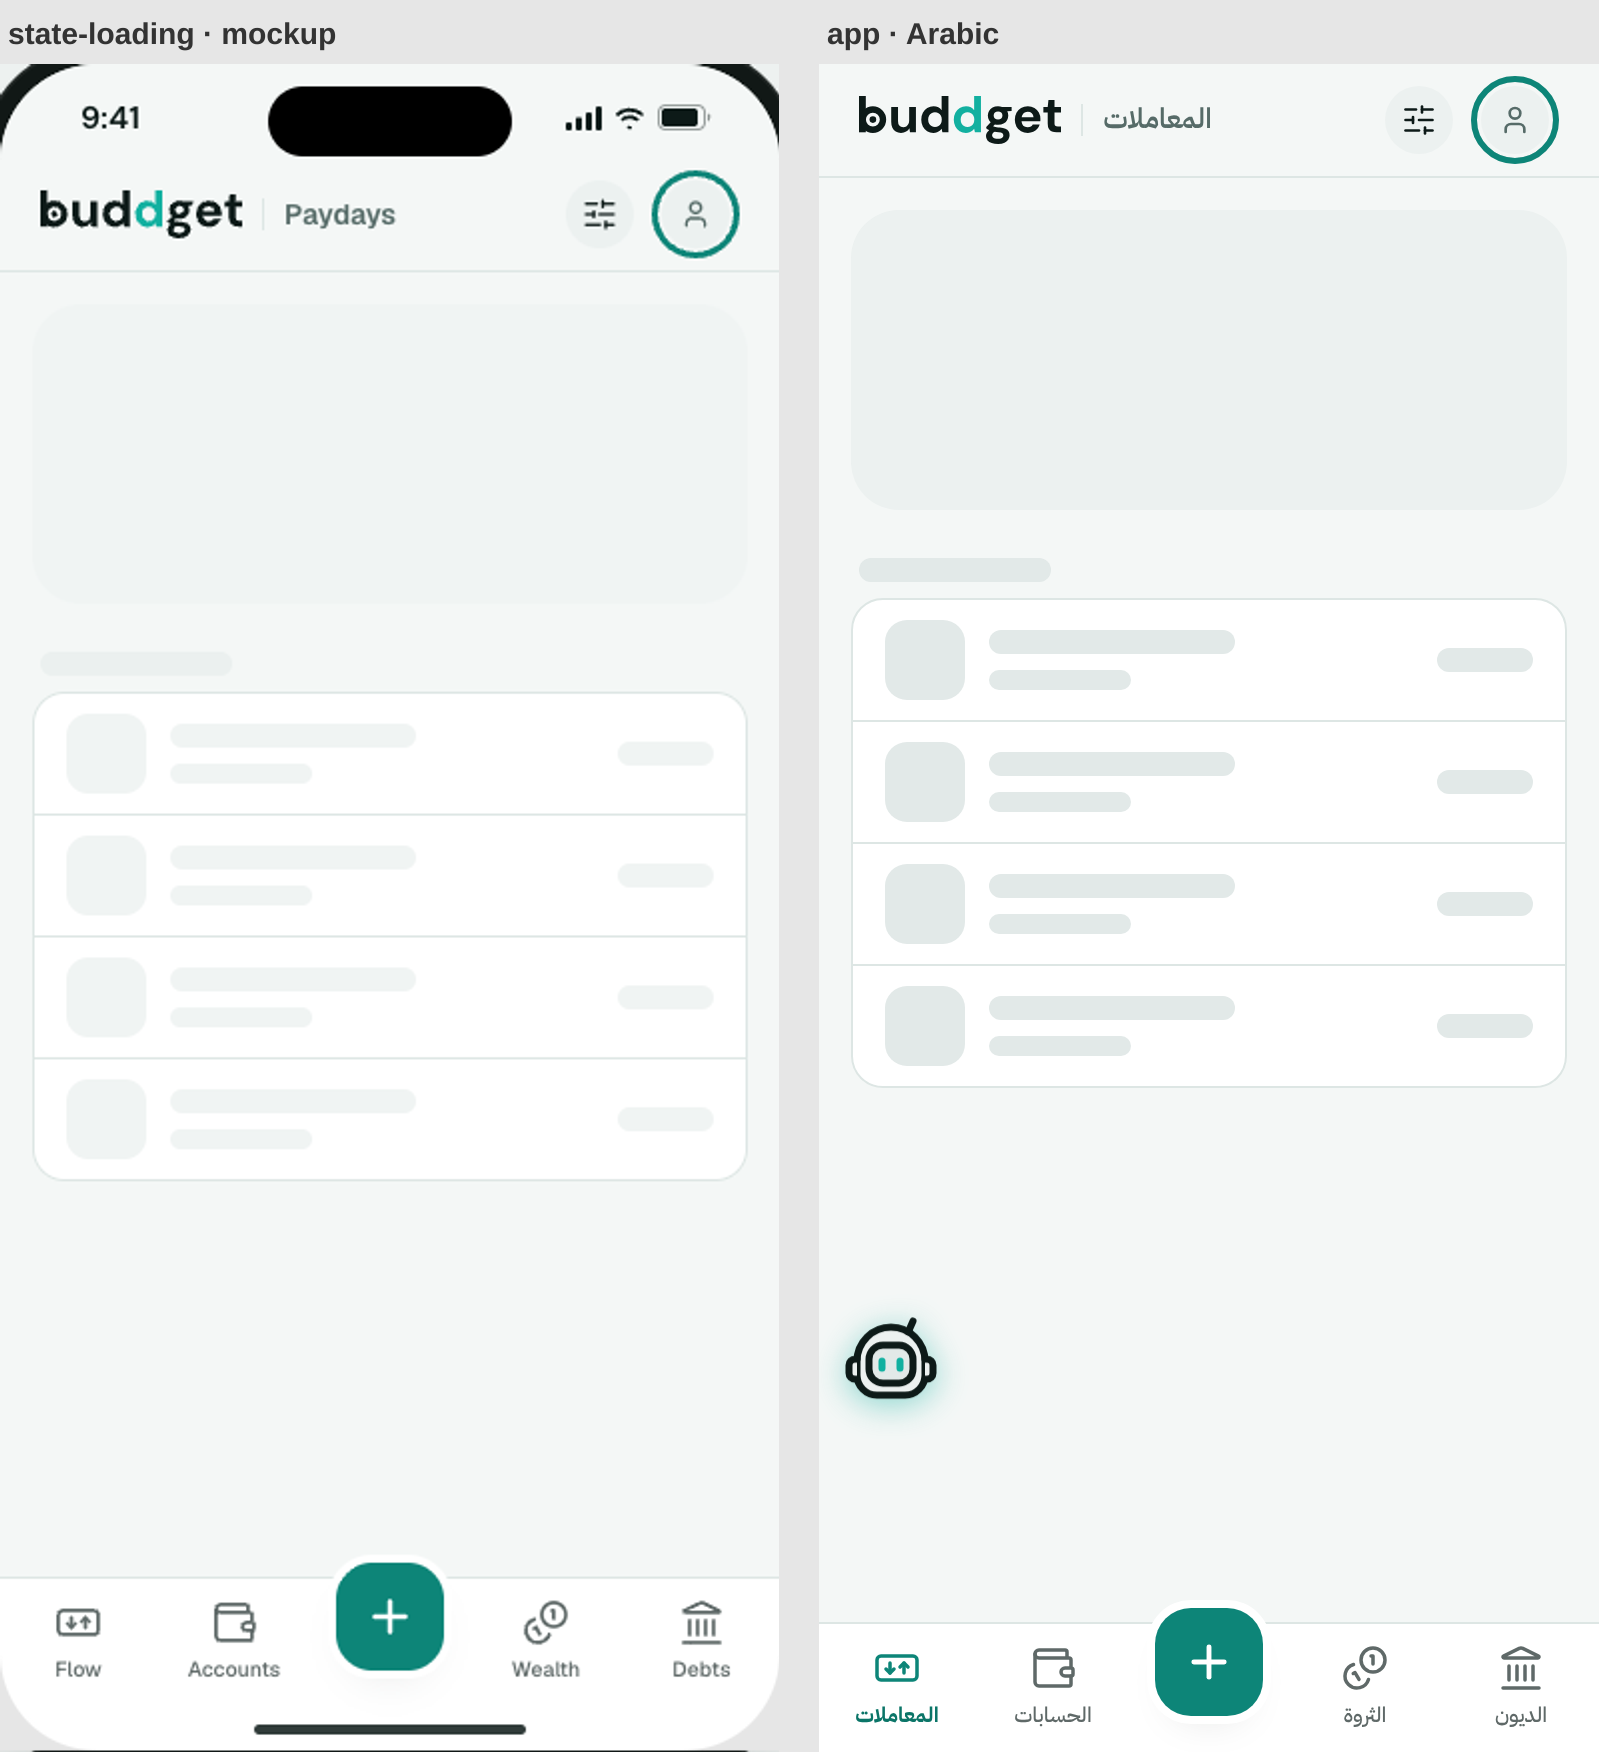 state-loading · mockup
9:41
buddget
Paydays
Flow
Accounts
Wealth
Debts
app · Arabic
buddget
المعاملات
المعاملات
الحسابات
الثروة
الديون